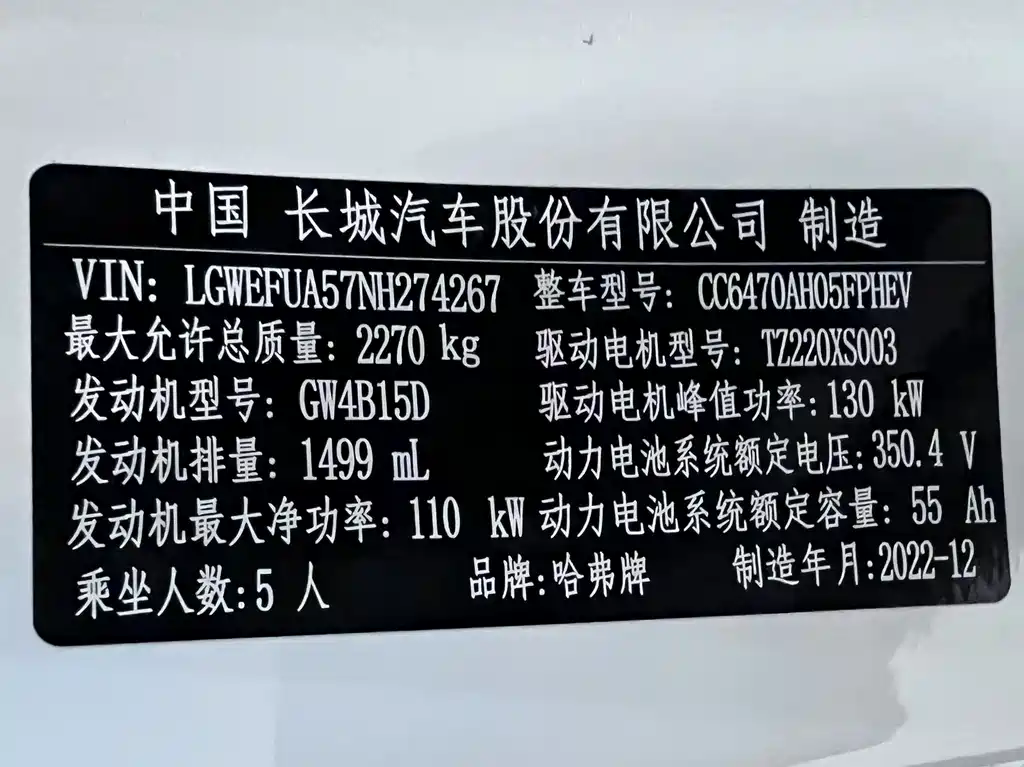 中国 长城汽车股份有限公司 制造
VIN: LGWEFUA57NH274267 整车型号: CC6470AH05FPHEV
最大允许总质量: 2270 kg 驱动电机型号: TZ220XS003
发动机型号: GW4B15D 驱动电机峰值功率: 130 kW
发动机排量: 1499 mL 动力电池系统额定电压: 350.4 V
发动机最大净功率: 110 kW 动力电池系统额定容量: 55 Ah
乘坐人数: 5 人 品牌: 哈弗牌 制造年月: 2022-12